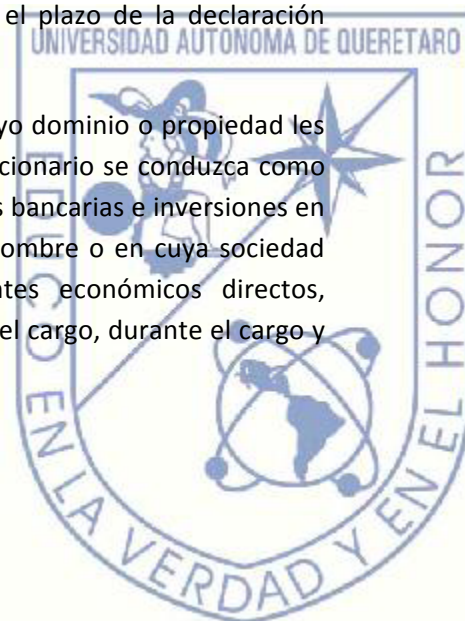 el plazo de la declaración
UNIVERSIDAD AUTONOMA DE QUERETARO
yo dominio o propiedad les
cionario se conduzca como
s bancarias e inversiones en
ombre o en cuya sociedad
ntes económicos directos,
el cargo, durante el cargo y
EDUCO EN LA VERDAD Y EN EL HONOR